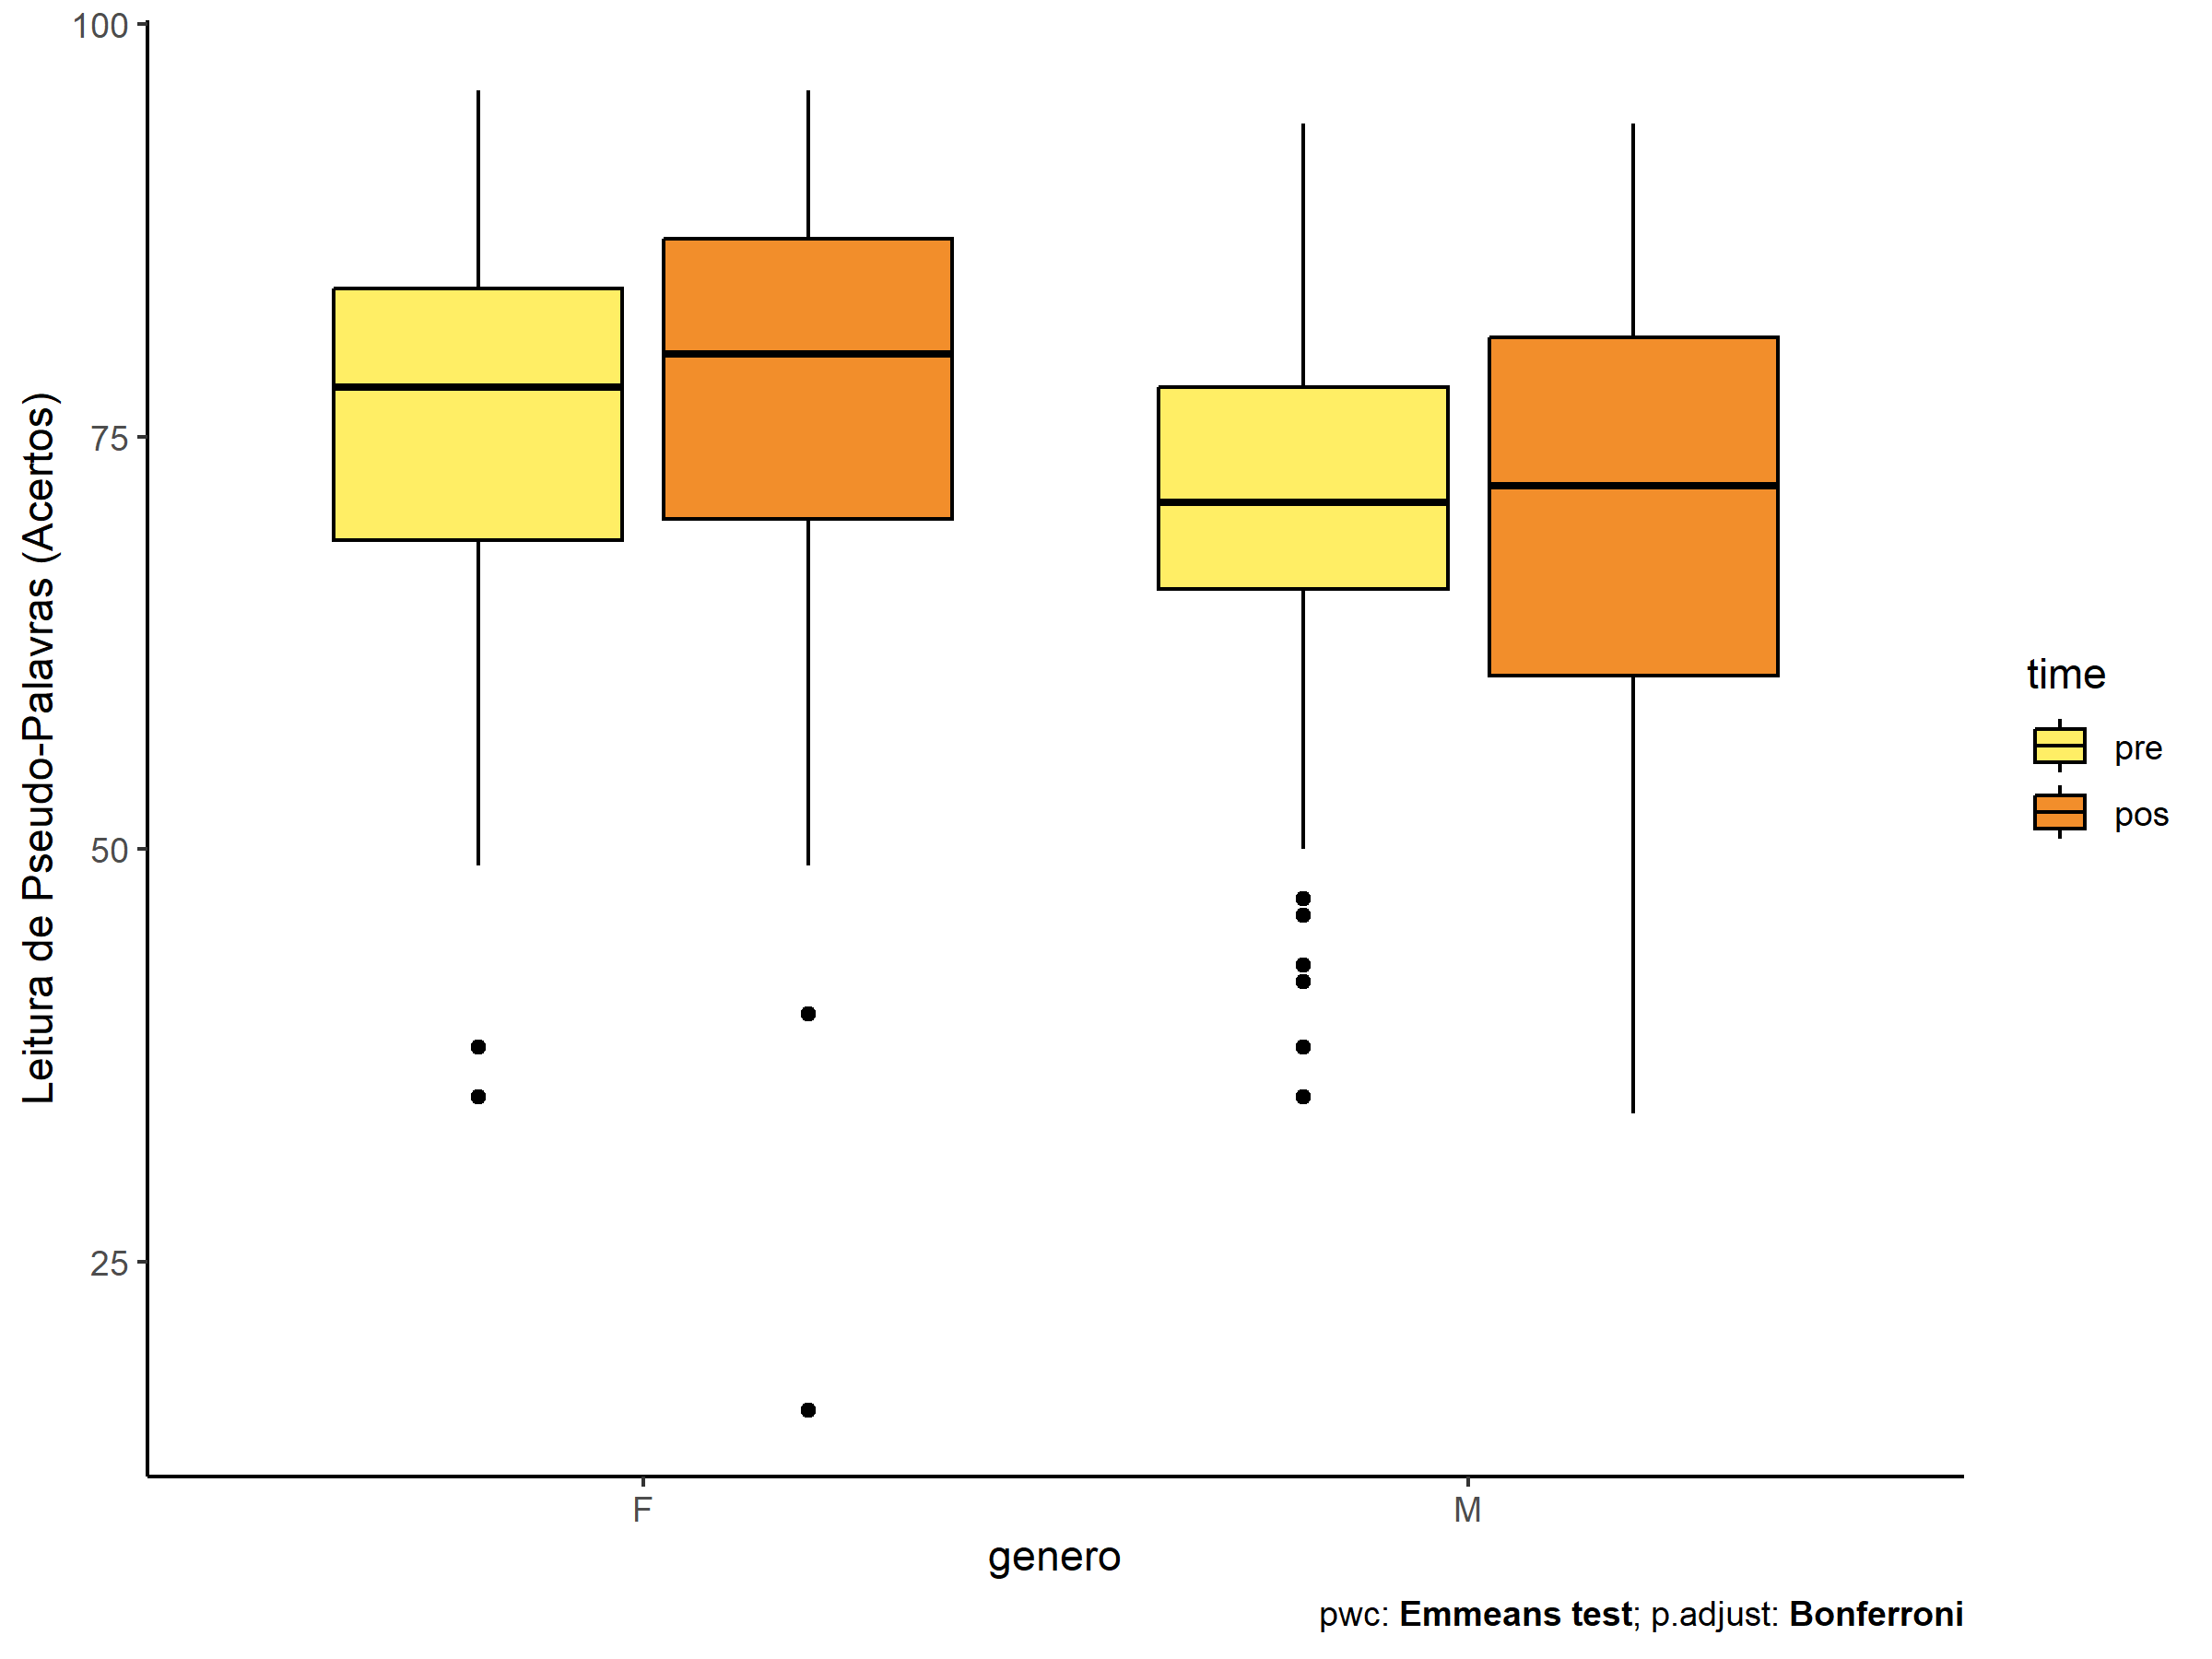 Leitura de Pseudo-Palavras (Acertos)
100
75
50
25
F
M
genero
time
pre
pos
pwc: Emmeans test; p.adjust: Bonferroni